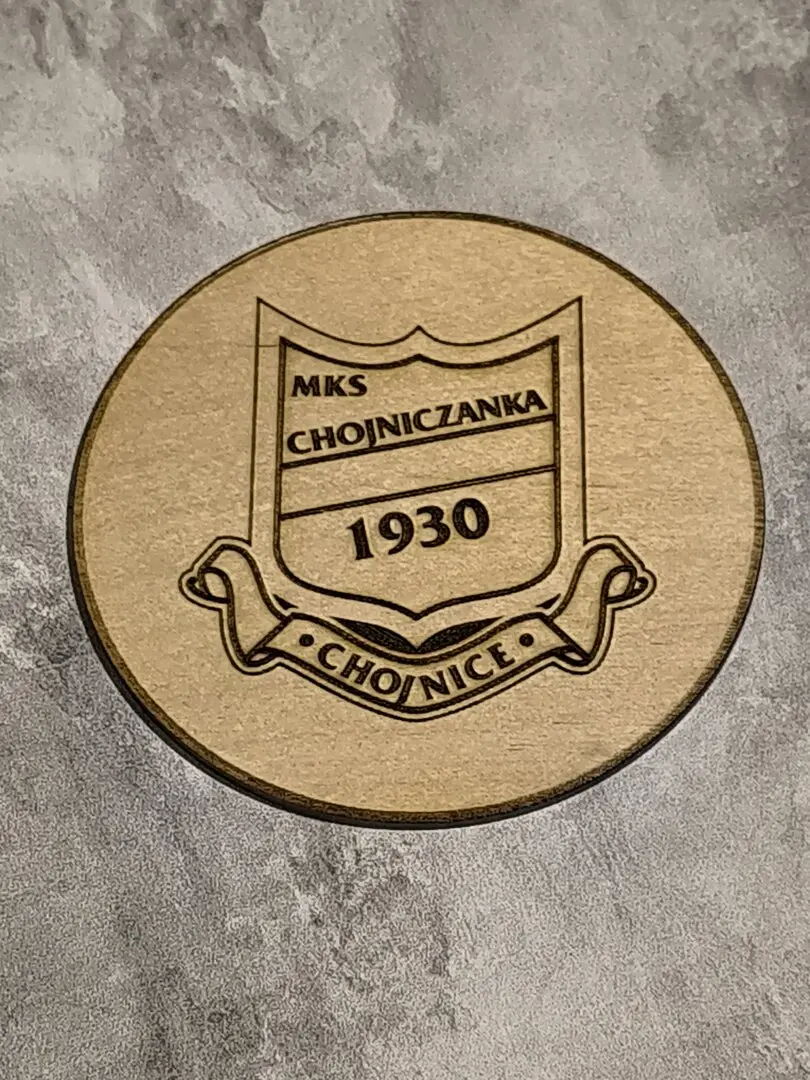 MKS
CHOJNICZANKA
1930
• CHOJNICE •